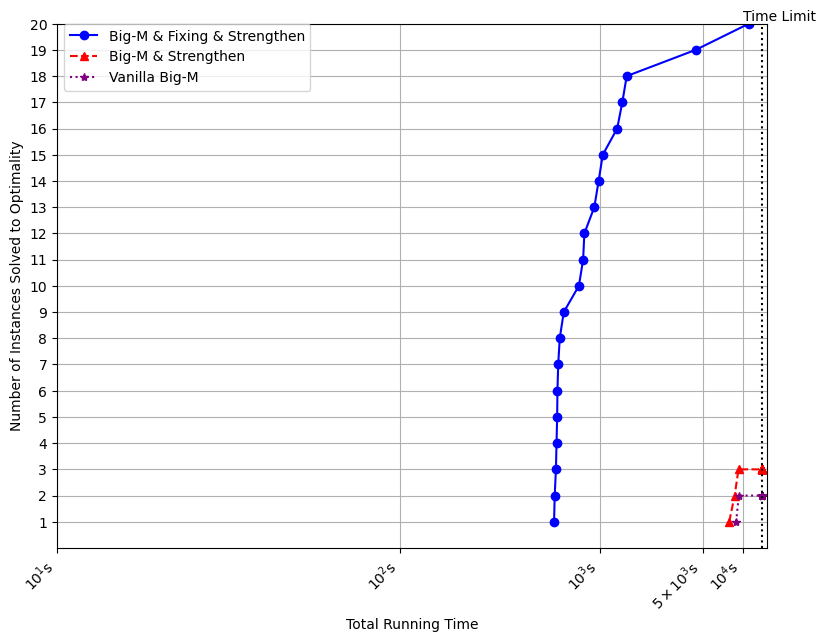 Time Limit
Big-M & Fixing & Strengthen
Big-M & Strengthen
Vanilla Big-M
Number of Instances Solved to Optimality
20
19
18
17
16
15
14
13
12
11
10
9
8
7
6
5
4
3
2
1
10¹s
10²s
10³s
5 × 10³s
10⁴s
Total Running Time